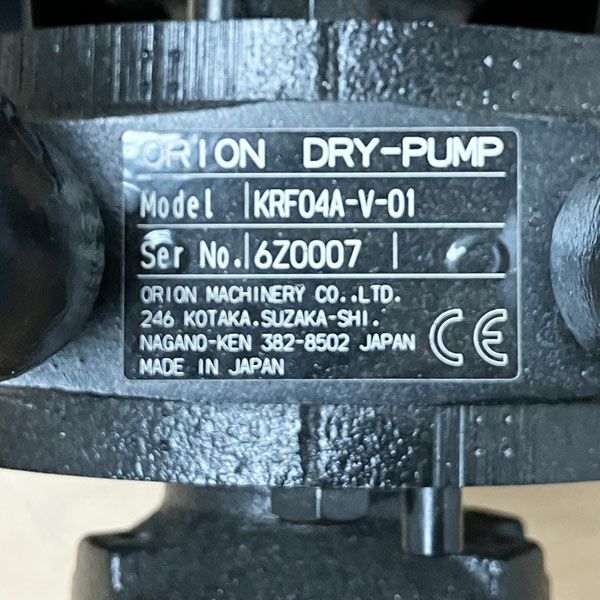 ORION DRY-PUMP
Model KRF04A-V-01
Ser No. 6Z0007
ORION MACHINERY CO.,LTD.
246 KOTAKA.SUZAKA-SHI.
NAGANO-KEN 382-8502 JAPAN
MADE IN JAPAN
CE